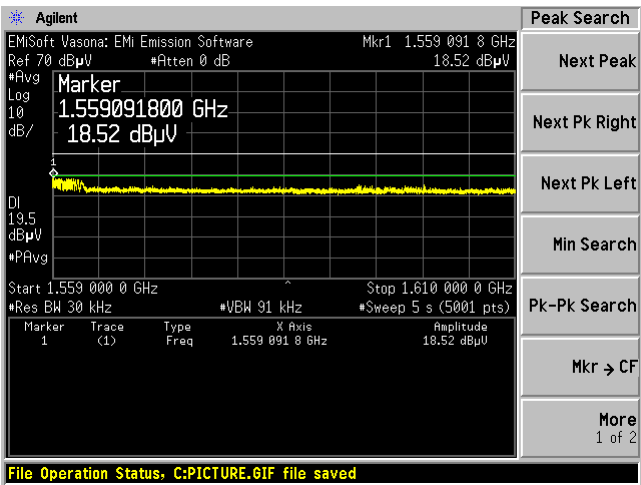 Agilent
Peak Search
EMiSoft Vasona: EMi Emission Software
Mkr1 1.559 091 8 GHz
Ref 70 dBµV #Atten 0 dB 18.52 dBµV
#Avg
Log
10
dB/
Marker
1.559091800 GHz
18.52 dBµV
1
DI
19.5
dBµV
#PAvg
Start 1.559 000 0 GHz ^ Stop 1.610 000 0 GHz
#Res BW 30 kHz #VBW 91 kHz #Sweep 5 s (5001 pts)
Marker Trace Type X Axis Amplitude
1 (1) Freq 1.559 091 8 GHz 18.52 dBµV
Next Peak
Next Pk Right
Next Pk Left
Min Search
Pk-Pk Search
Mkr → CF
More
1 of 2
File Operation Status, C:PICTURE.GIF file saved